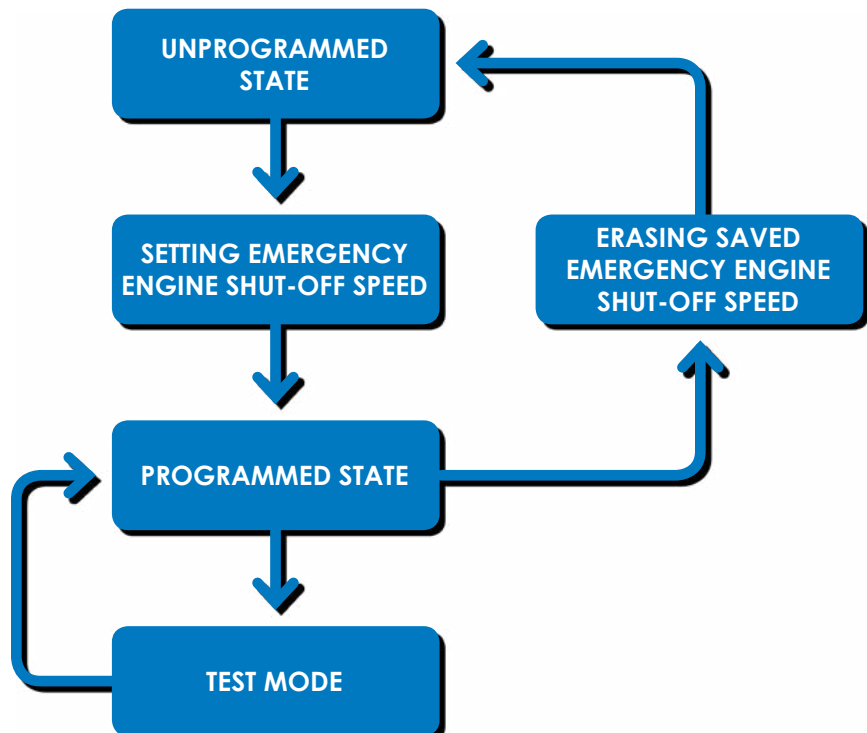 UNPROGRAMMED
STATE
SETTING EMERGENCY
ENGINE SHUT-OFF SPEED
ERASING SAVED
EMERGENCY ENGINE
SHUT-OFF SPEED
PROGRAMMED STATE
TEST MODE